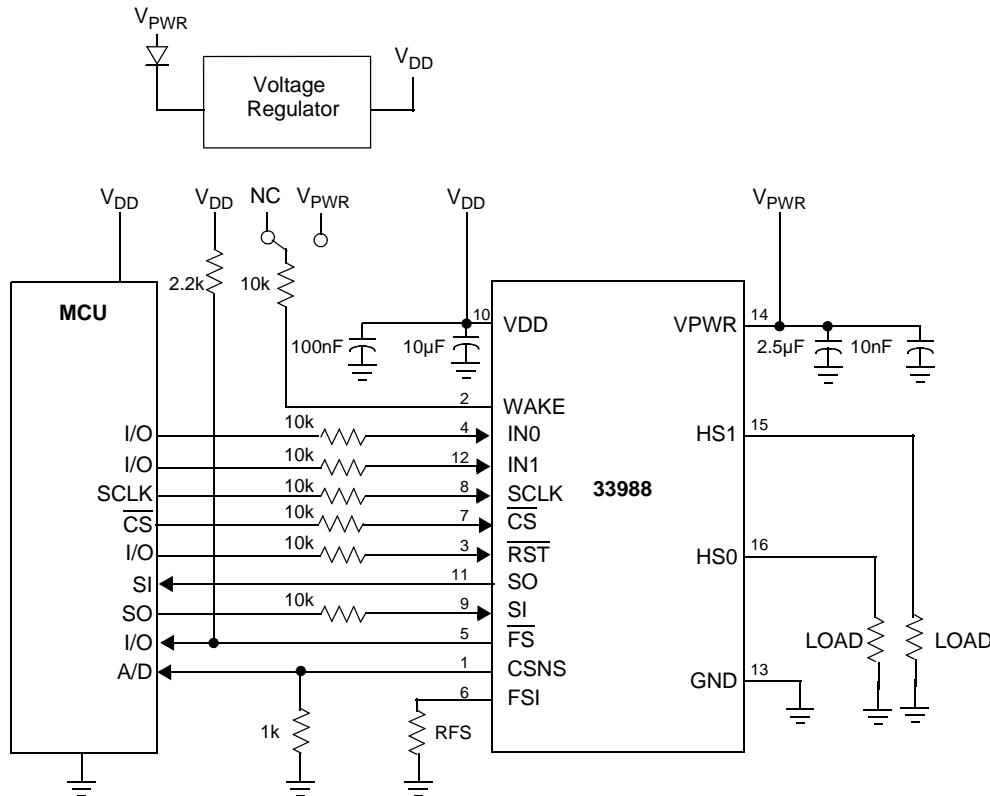 VPWR
Voltage
Regulator
VDD
VDD
VDD
NC
VPWR
VDD
VPWR
2.2k
10k
MCU
10
VDD
VPWR
14
100nF
10µF
2.5µF
10nF
2
WAKE
I/O
10k
4
IN0
HS1
15
I/O
10k
12
IN1
SCLK
10k
8
SCLK
33988
CS
10k
7
CS
I/O
10k
3
RST
HS0
16
SI
11
SO
SO
10k
9
SI
I/O
5
FS
LOAD
LOAD
A/D
1
CSNS
GND
13
6
FSI
1k
RFS